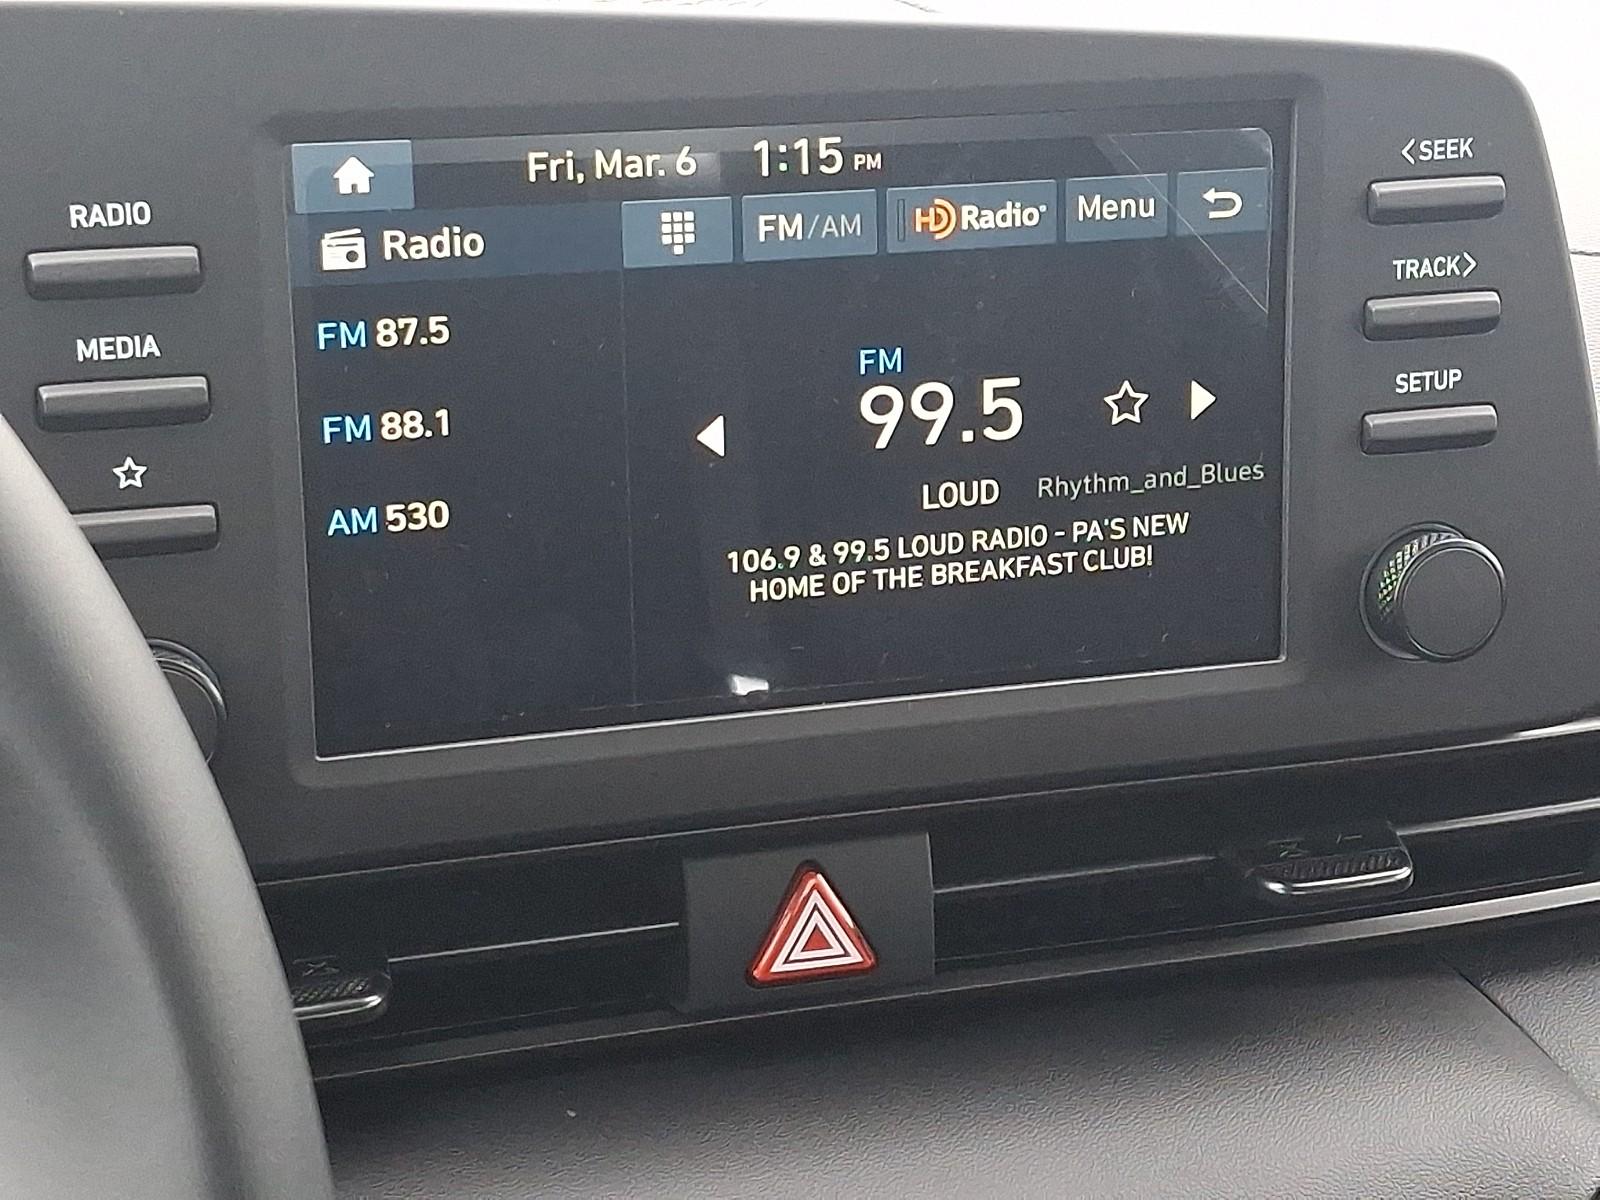 Fri, Mar. 6 1:15 PM
<SEEK
RADIO
Radio
FM/AM
HD Radio®
Menu
TRACK>
MEDIA
FM 87.5
FM 88.1
AM 530
FM
99.5
SETUP
LOUD Rhythm_and_Blues
106.9 & 99.5 LOUD RADIO - PA'S NEW
HOME OF THE BREAKFAST CLUB!